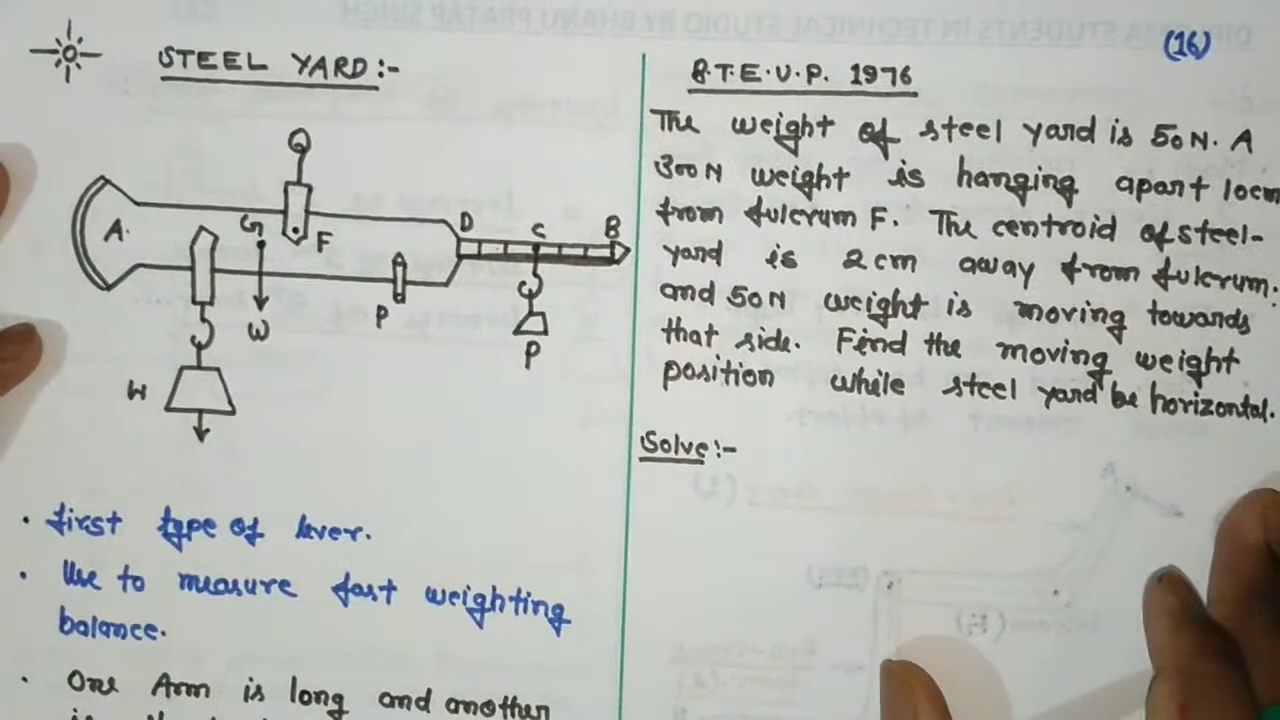 (16)
STEEL YARD:-
A
G
F
D
C
B
W
P
P
W
• first type of lever.
• Use to measure fast weighting
balance.
• One Arm is long and another
B.T.E.U.P. 1976
The weight of steel yard is 50N. A
300N weight is hanging apart 10cm
from fulcrum F. The centroid of steel-
yard is 2cm away from fulcrum.
and 50N weight is moving towards
that side. Find the moving weight
position while steel yard be horizontal.
Solve:-